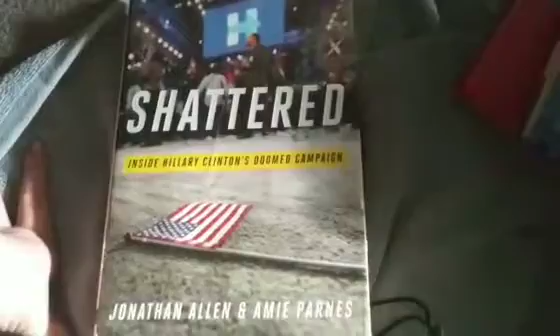 H
SHATTERED
INSIDE HILLARY CLINTON'S DOOMED CAMPAIGN
JONATHAN ALLEN & AMIE PARNES